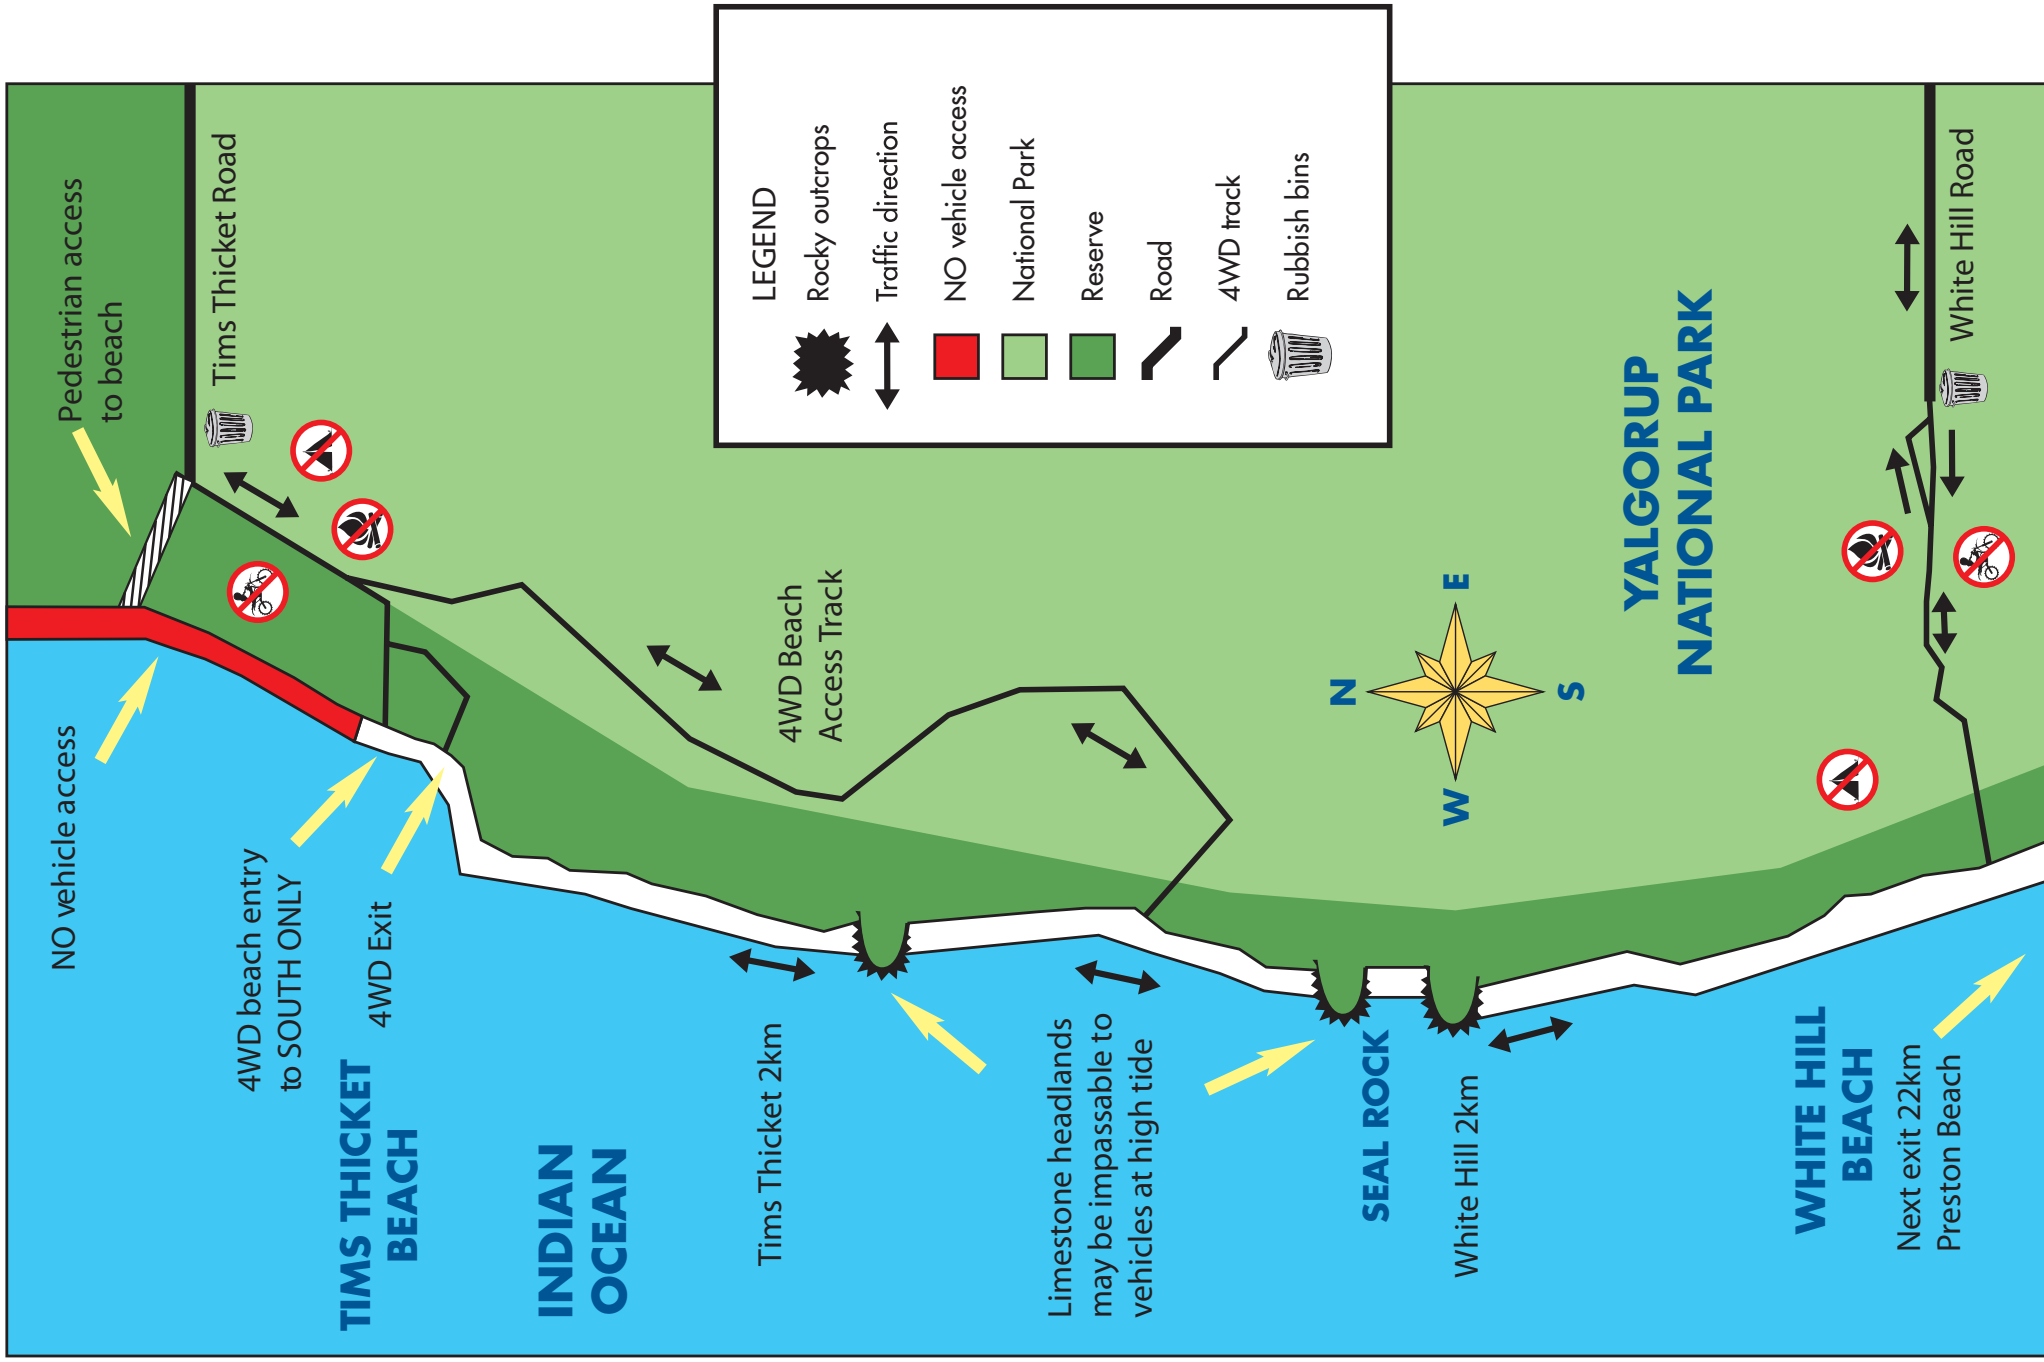 Pedestrian access
to beach
Tims Thicket Road
NO vehicle access
4WD beach entry
to SOUTH ONLY
4WD Exit
TIMS THICKET
BEACH
INDIAN
OCEAN
Tims Thicket 2km
4WD Beach
Access Track
Limestone headlands
may be impassable to
vehicles at high tide
SEAL ROCK
White Hill 2km
WHITE HILL
BEACH
Next exit 22km
Preston Beach
LEGEND
Rocky outcrops
Traffic direction
NO vehicle access
National Park
Reserve
Road
4WD track
Rubbish bins
N
E
S
W
YALGORUP
NATIONAL PARK
White Hill Road